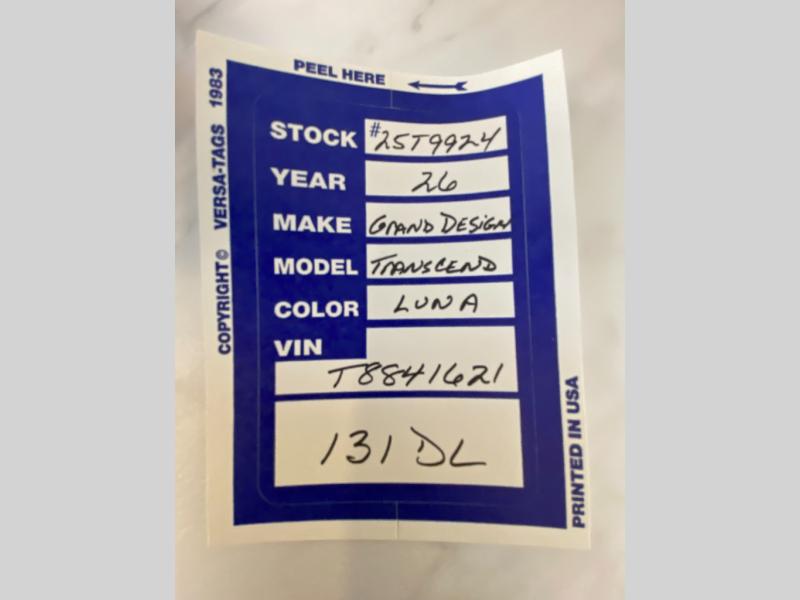 PEEL HERE
COPYRIGHT© VERSA-TAGS 1983
STOCK #25T9924
YEAR 26
MAKE GRAND DESIGN
MODEL TRANSCEND
COLOR LUNA
VIN
T8841621
131 DL
PRINTED IN USA